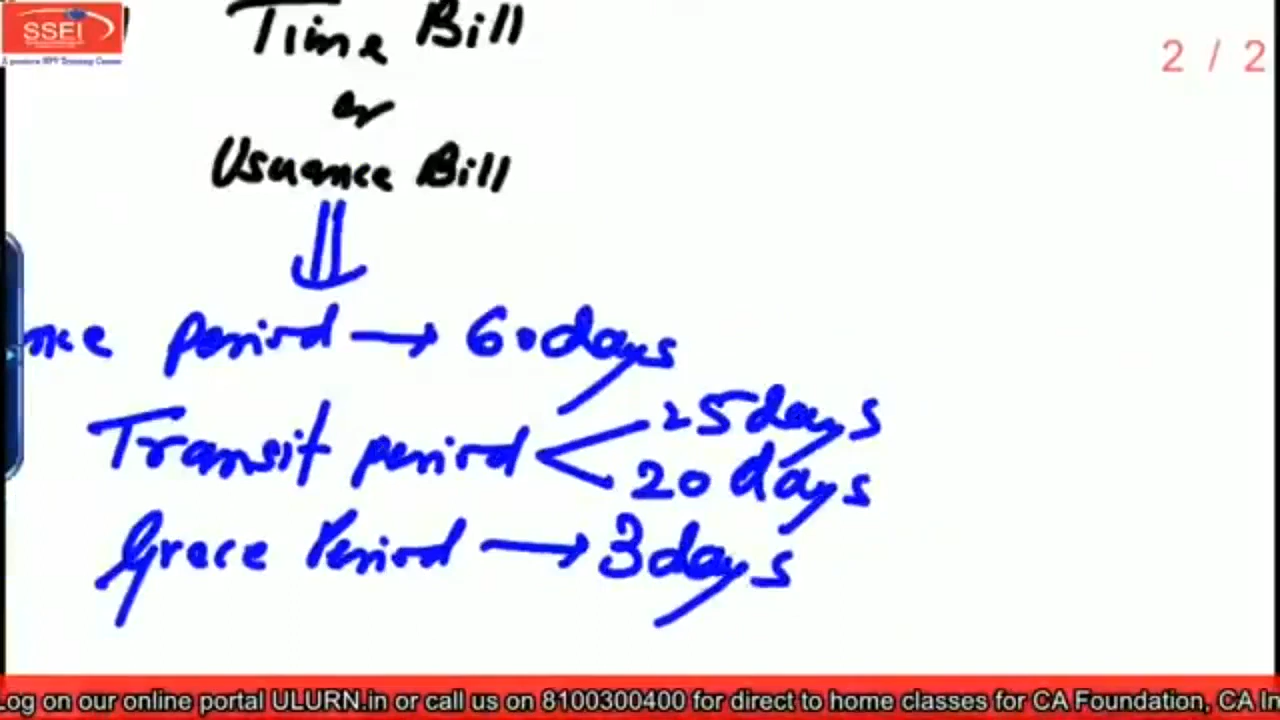 SSEI
Time Bill
2 / 2
or
Usuance Bill
nce period → 60 days
Transit period < 25 days
20 days
Grace Period → 3 days
Log on our online portal ULURN.in or call us on 8100300400 for direct to home classes for CA Foundation, CA In